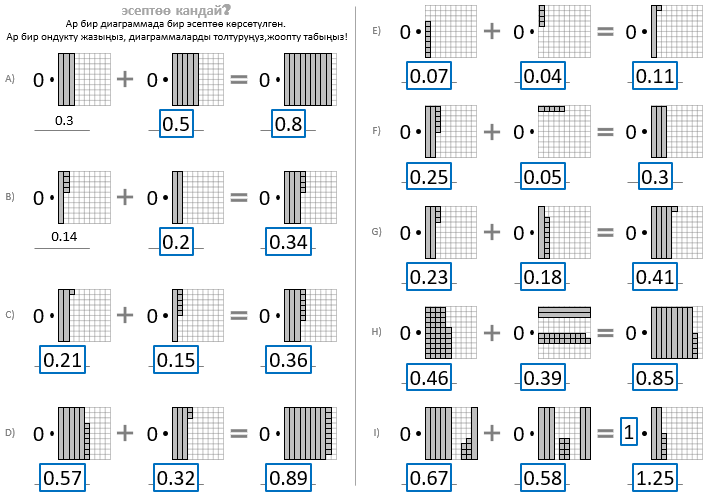 эсептөө кандай?
Ар бир диаграммада бир эсептөө көрсөтүлгөн.
Ар бир ондукту жазыңыз, диаграммаларды толтуруңуз,жоопту табыңыз!
A) 0 • + 0 • = 0 •
0.3 0.5 0.8
B) 0 • + 0 • = 0 •
0.14 0.2 0.34
C) 0 • + 0 • = 0 •
0.21 0.15 0.36
D) 0 • + 0 • = 0 •
0.57 0.32 0.89
E) 0 • + 0 • = 0 •
0.07 0.04 0.11
F) 0 • + 0 • = 0 •
0.25 0.05 0.3
G) 0 • + 0 • = 0 •
0.23 0.18 0.41
H) 0 • + 0 • = 0 •
0.46 0.39 0.85
I) 0 • + 0 • = 1 •
0.67 0.58 1.25